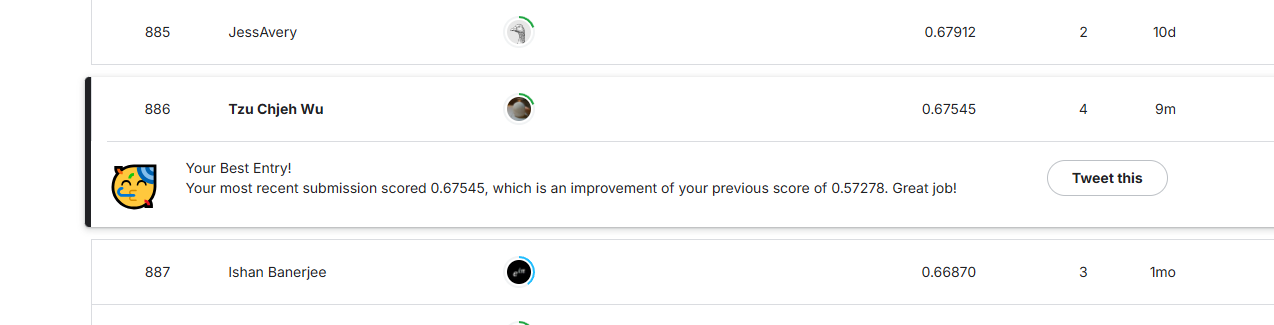 885 JessAvery 0.67912 2 10d
886 Tzu Chjeh Wu 0.67545 4 9m
Your Best Entry!
Your most recent submission scored 0.67545, which is an improvement of your previous score of 0.57278. Great job!
Tweet this
887 Ishan Banerjee 0.66870 3 1mo